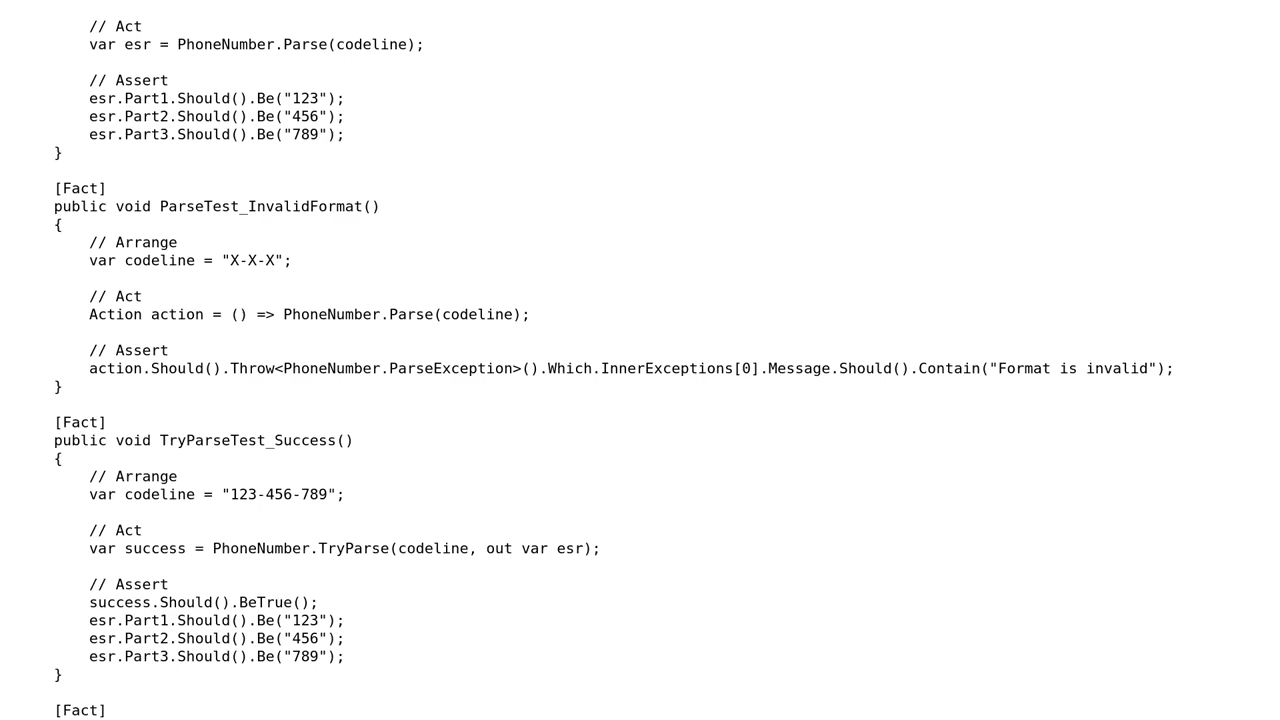 // Act
var esr = PhoneNumber.Parse(codeline);
// Assert
esr.Part1.Should().Be("123");
esr.Part2.Should().Be("456");
esr.Part3.Should().Be("789");
}
[Fact]
public void ParseTest_InvalidFormat()
{
// Arrange
var codeline = "X-X-X";
// Act
Action action = () => PhoneNumber.Parse(codeline);
// Assert
action.Should().Throw<PhoneNumber.ParseException>().Which.InnerExceptions[0].Message.Should().Contain("Format is invalid");
}
[Fact]
public void TryParseTest_Success()
{
// Arrange
var codeline = "123-456-789";
// Act
var success = PhoneNumber.TryParse(codeline, out var esr);
// Assert
success.Should().BeTrue();
esr.Part1.Should().Be("123");
esr.Part2.Should().Be("456");
esr.Part3.Should().Be("789");
}
[Fact]